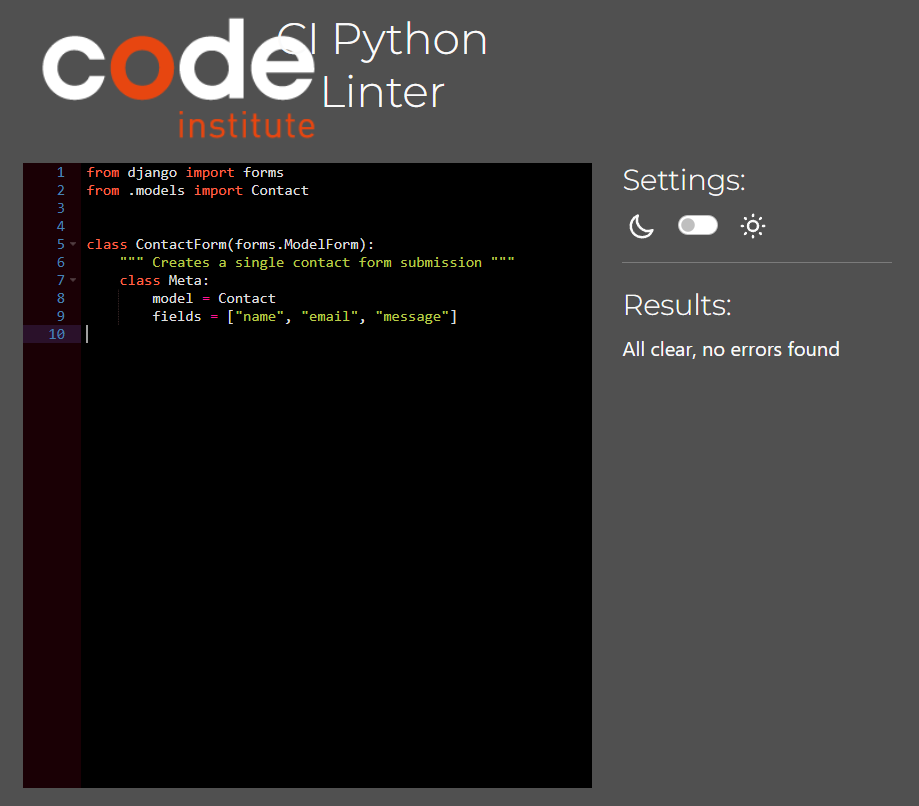 code
institute
CI Python
Linter
1 from django import forms
2 from .models import Contact
3
4
5 class ContactForm(forms.ModelForm):
6     """ Creates a single contact form submission """
7     class Meta:
8         model = Contact
9         fields = ["name", "email", "message"]
10
Settings:
Results:
All clear, no errors found